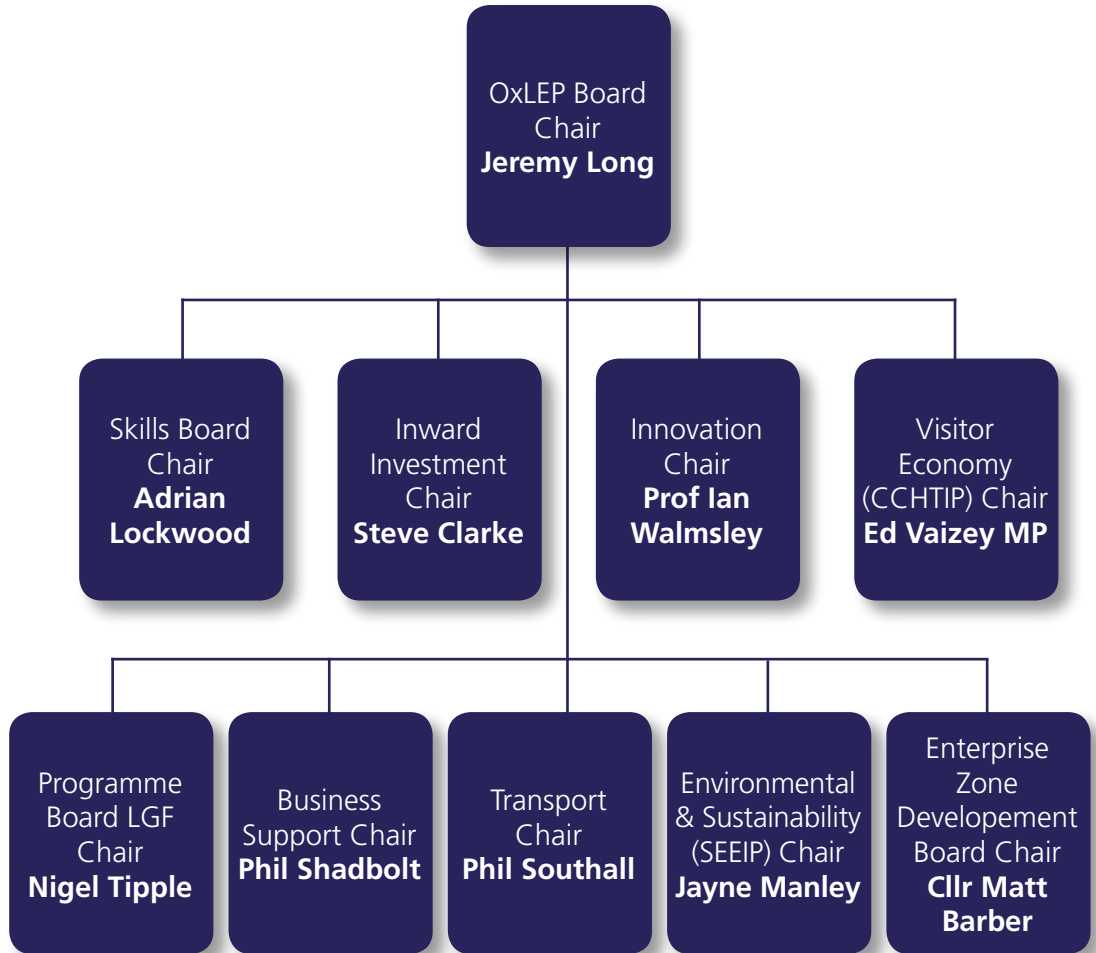 OxLEP Board
Chair
Jeremy Long
Skills Board
Chair
Adrian
Lockwood
Inward
Investment
Chair
Steve Clarke
Innovation
Chair
Prof Ian
Walmsley
Visitor
Economy
(CCHTIP) Chair
Ed Vaizey MP
Programme
Board LGF
Chair
Nigel Tipple
Business
Support Chair
Phil Shadbolt
Transport
Chair
Phil Southall
Environmental
& Sustainability
(SEEIP) Chair
Jayne Manley
Enterprise
Zone
Developement
Board Chair
Cllr Matt
Barber